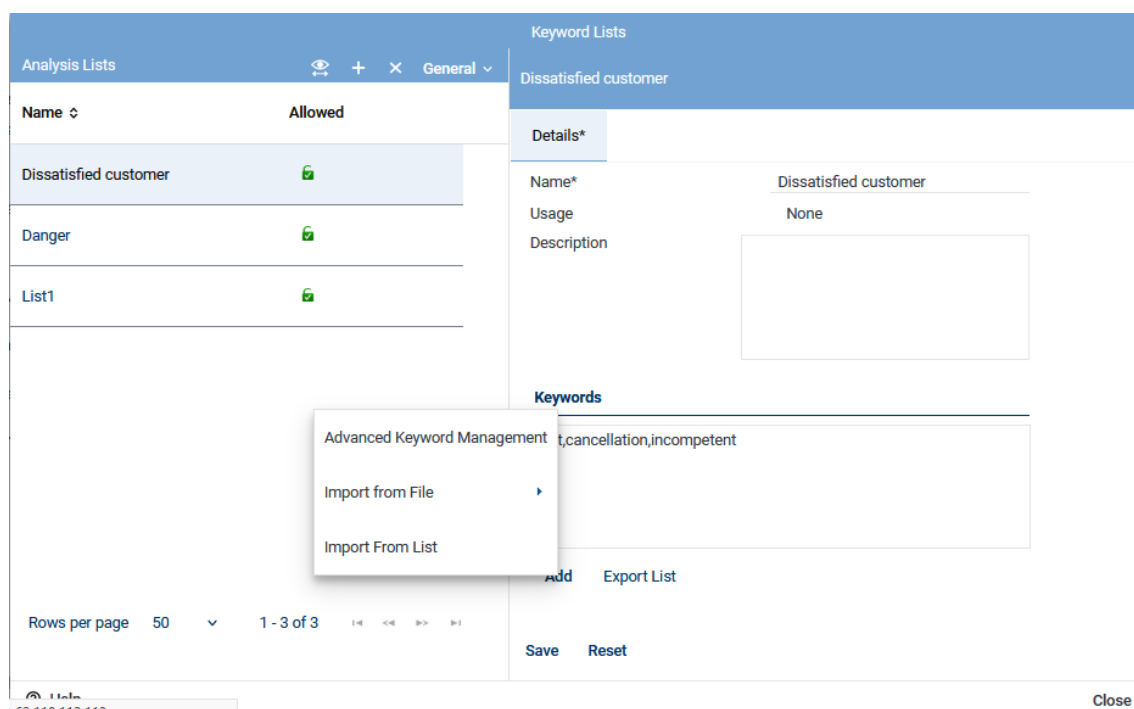 Keyword Lists
Analysis Lists
General
Dissatisfied customer
Name
Allowed
Details*
Dissatisfied customer
Name*
Dissatisfied customer
Usage
None
Danger
Description
List1
Keywords
Advanced Keyword Management
t,cancellation,incompetent
Import from File
Import From List
Add
Export List
Rows per page
50
1 - 3 of 3
Save
Reset
Help
Close